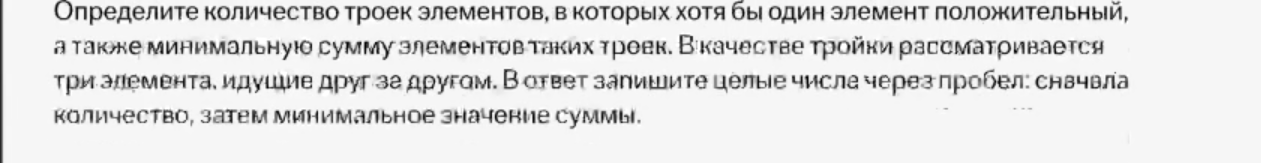 Определите количество троек элементов, в которых хотя бы один элемент положительный,
а также минимальную сумму элементов таких троек. В качестве тройки рассматривается
три элемента, идущие друг за другом. В ответ запишите целые числа через пробел: сначала
количество, затем минимальное значение суммы.